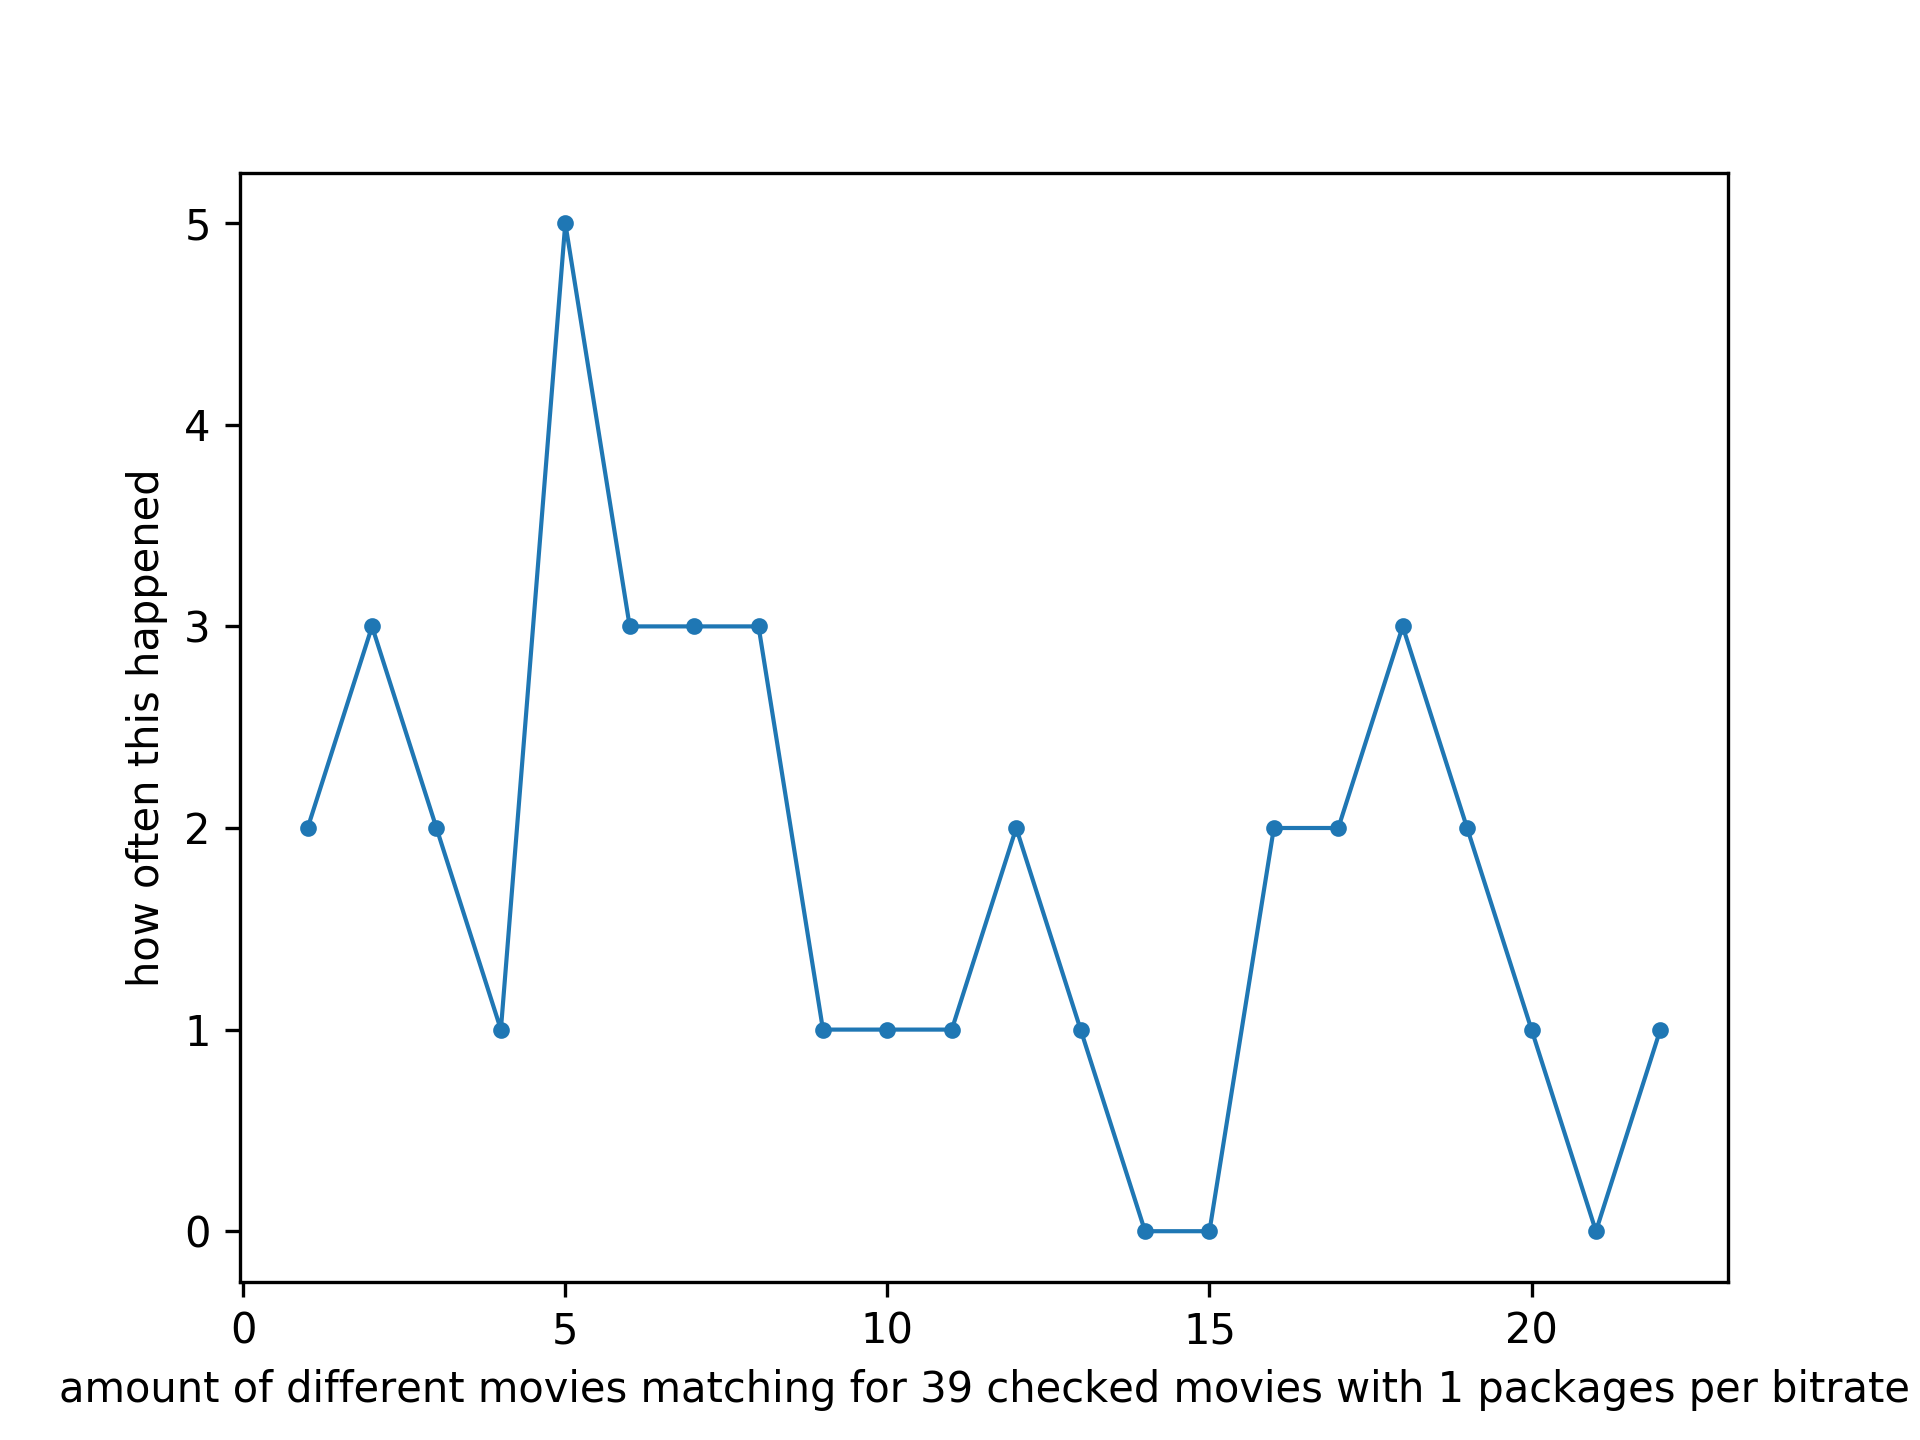 5
4
3
2
1
0
how often this happened
0 5 10 15 20
amount of different movies matching for 39 checked movies with 1 packages per bitrate